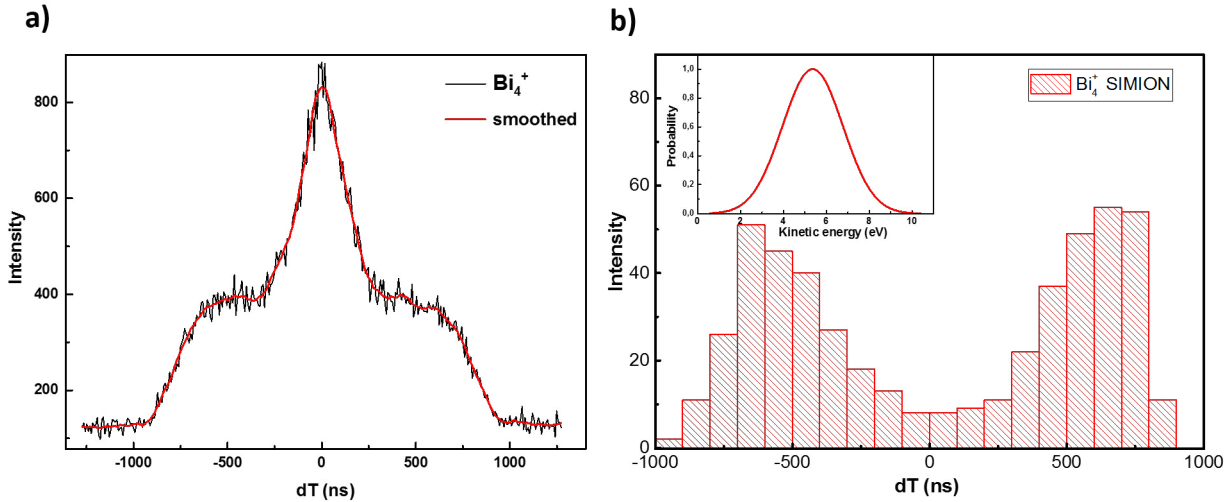 a)
Bi₄⁺
smoothed
Intensity
800
600
400
200
-1000
-500
0
500
1000
dT (ns)
b)
Bi₄⁺ SIMION
Intensity
80
60
40
20
0
-1000
-500
0
500
1000
dT (ns)
Probability
1,0
0,8
0,6
0,4
0,2
0,0
0
2
4
6
8
10
Kinetic energy (eV)